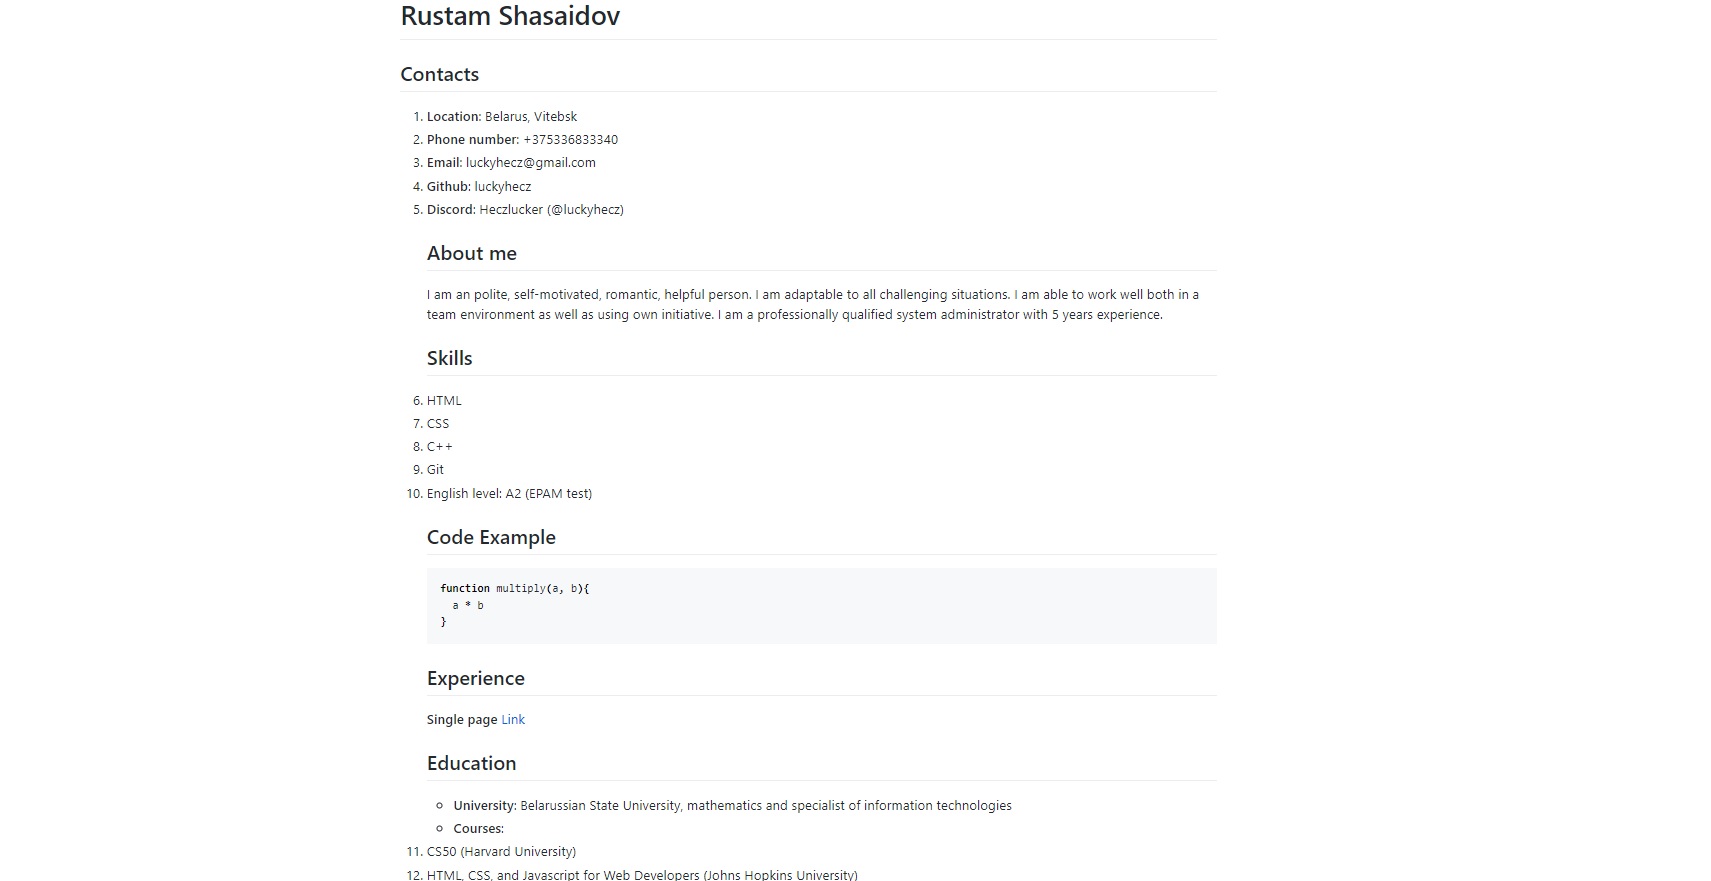 Rustam Shasaidov
Contacts
1. Location: Belarus, Vitebsk
2. Phone number: +375336833340
3. Email: luckyhecz@gmail.com
4. Github: luckyhecz
5. Discord: Heczlucker (@luckyhecz)
About me
I am an polite, self-motivated, romantic, helpful person. I am adaptable to all challenging situations. I am able to work well both in a
team environment as well as using own initiative. I am a professionally qualified system administrator with 5 years experience.
Skills
6. HTML
7. CSS
8. C++
9. Git
10. English level: A2 (EPAM test)
Code Example
function multiply(a, b){
  a * b
}
Experience
Single page Link
Education
University: Belarussian State University, mathematics and specialist of information technologies
Courses:
11. CS50 (Harvard University)
12. HTML, CSS, and Javascript for Web Developers (Johns Hopkins University)